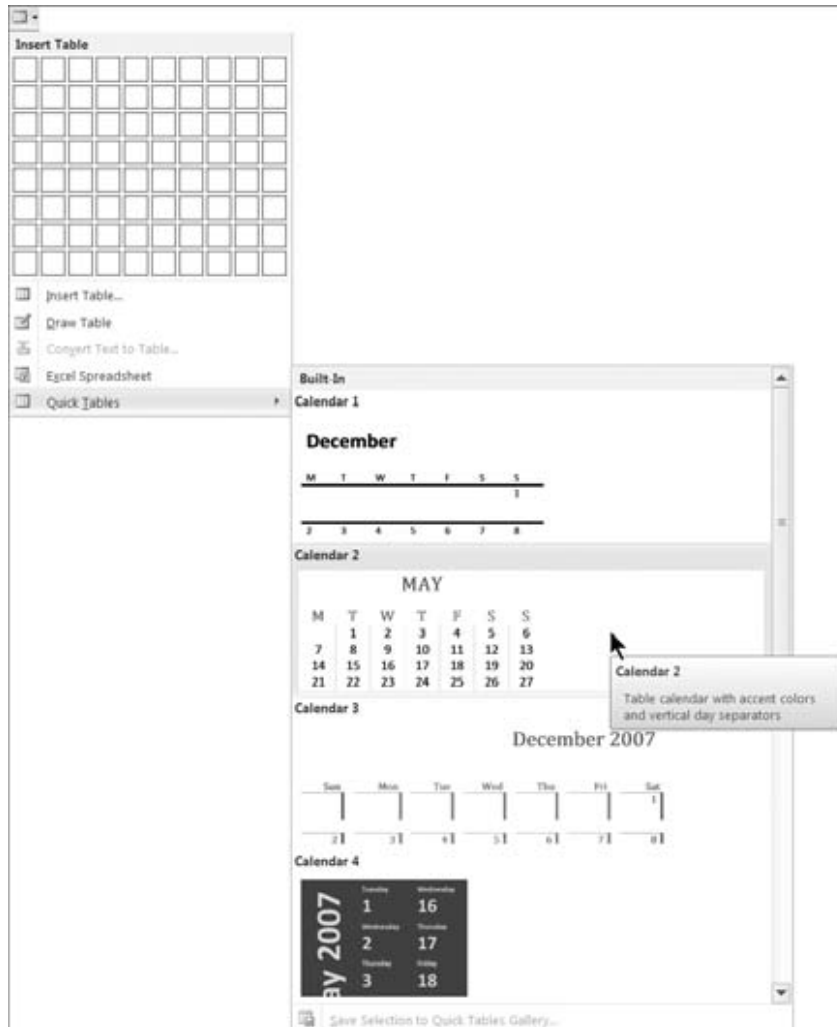 Insert Table
Insert Table...
Draw Table
Convert Text to Table...
Excel Spreadsheet
Quick Tables
Built-In
Calendar 1
December
M T W T F S S
1
2 3 4 5 6 7 8
Calendar 2
MAY
M T W T F S S
1 2 3 4 5 6
7 8 9 10 11 12 13
14 15 16 17 18 19 20
21 22 23 24 25 26 27
Calendar 2
Table calendar with accent colors
and vertical day separators
Calendar 3
December 2007
Sun Mon Tue Wed Thu Fri Sat
1
2 3 4 5 6 7 8
Calendar 4
ay 2007
Tuesday Wednesday
1 16
Wednesday Thursday
2 17
Thursday Friday
3 18
Save Selection to Quick Tables Gallery...